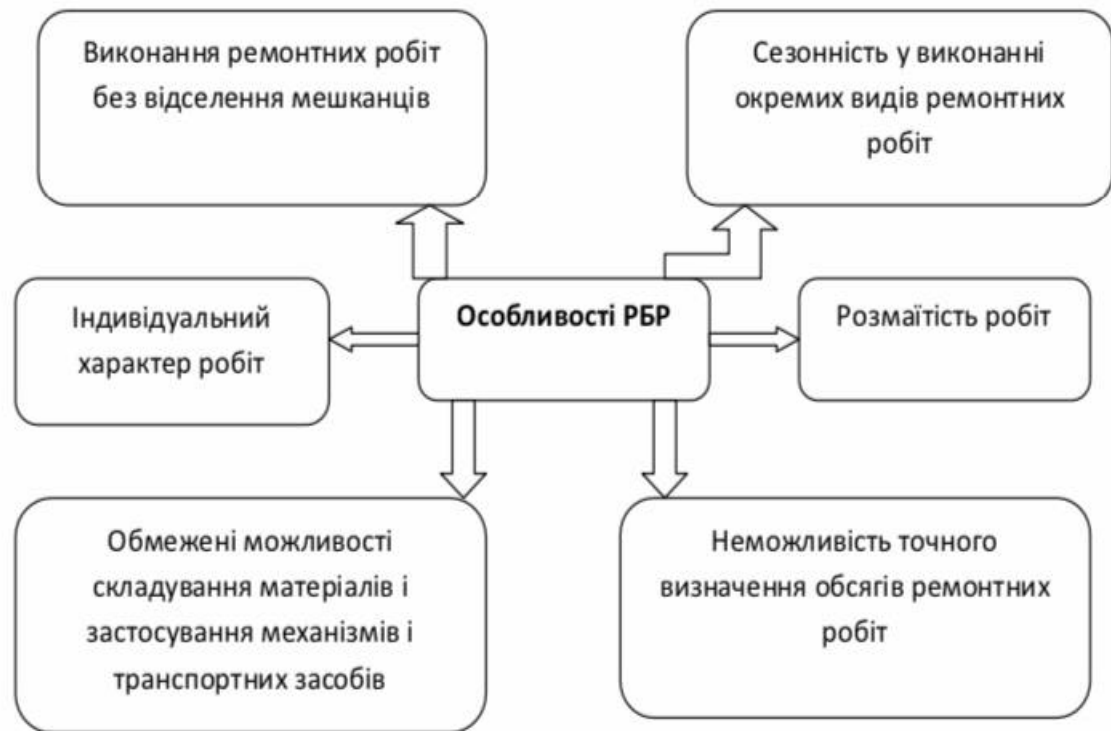 Виконання ремонтних робіт
без відселення мешканців
Сезонність у виконанні
окремих видів ремонтних
робіт
Індивідуальний
характер робіт
Особливості РБР
Розмаїтість робіт
Обмежені можливості
складування матеріалів і
застосування механізмів і
транспортних засобів
Неможливість точного
визначення обсягів ремонтних
робіт